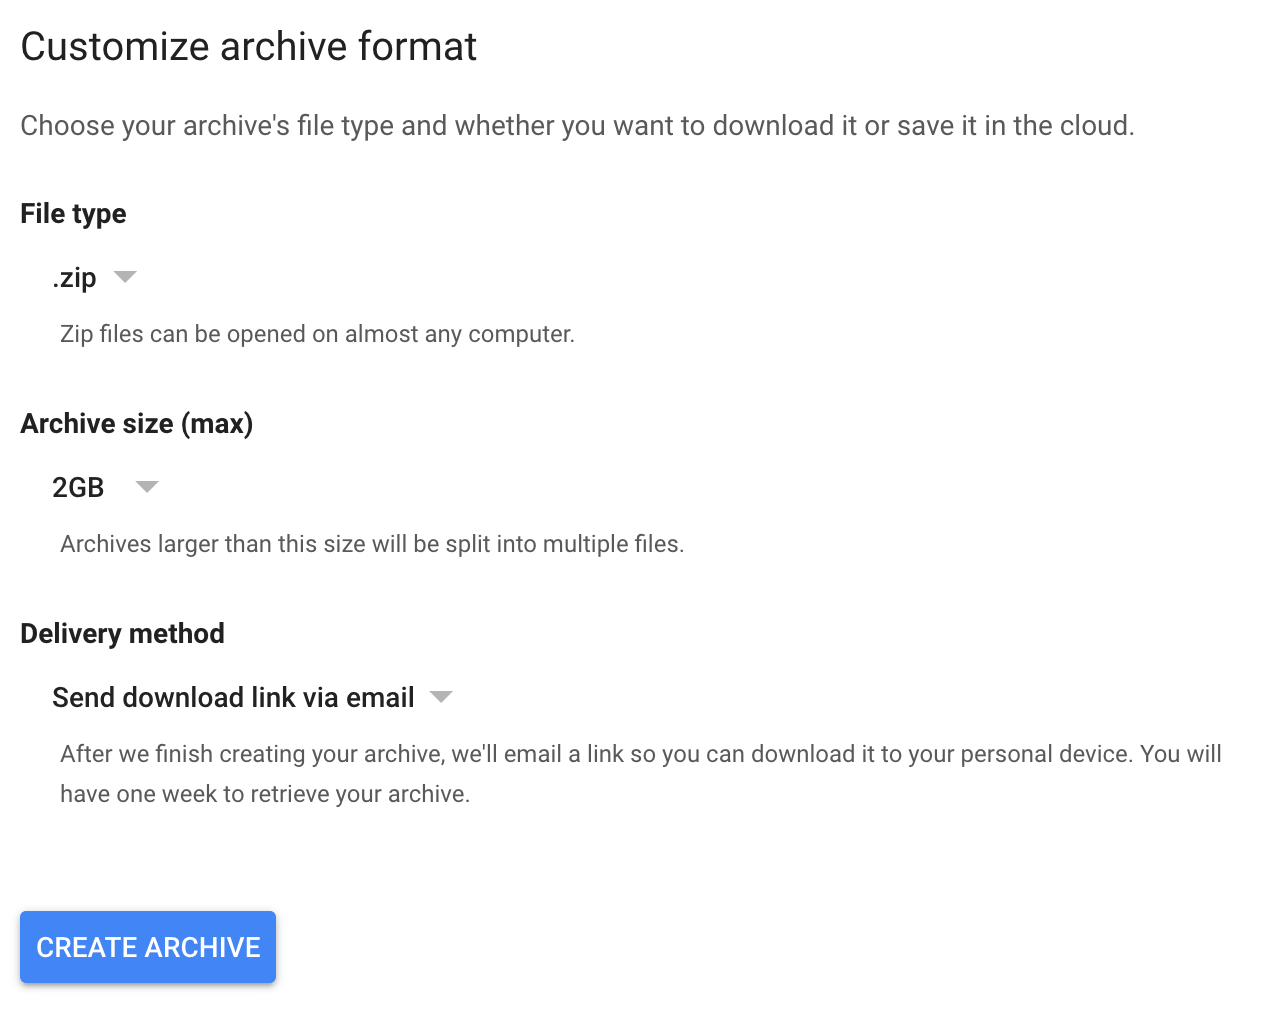 Customize archive format
Choose your archive's file type and whether you want to download it or save it in the cloud.
File type
.zip
Zip files can be opened on almost any computer.
Archive size (max)
2GB
Archives larger than this size will be split into multiple files.
Delivery method
Send download link via email
After we finish creating your archive, we'll email a link so you can download it to your personal device. You will
have one week to retrieve your archive.
CREATE ARCHIVE